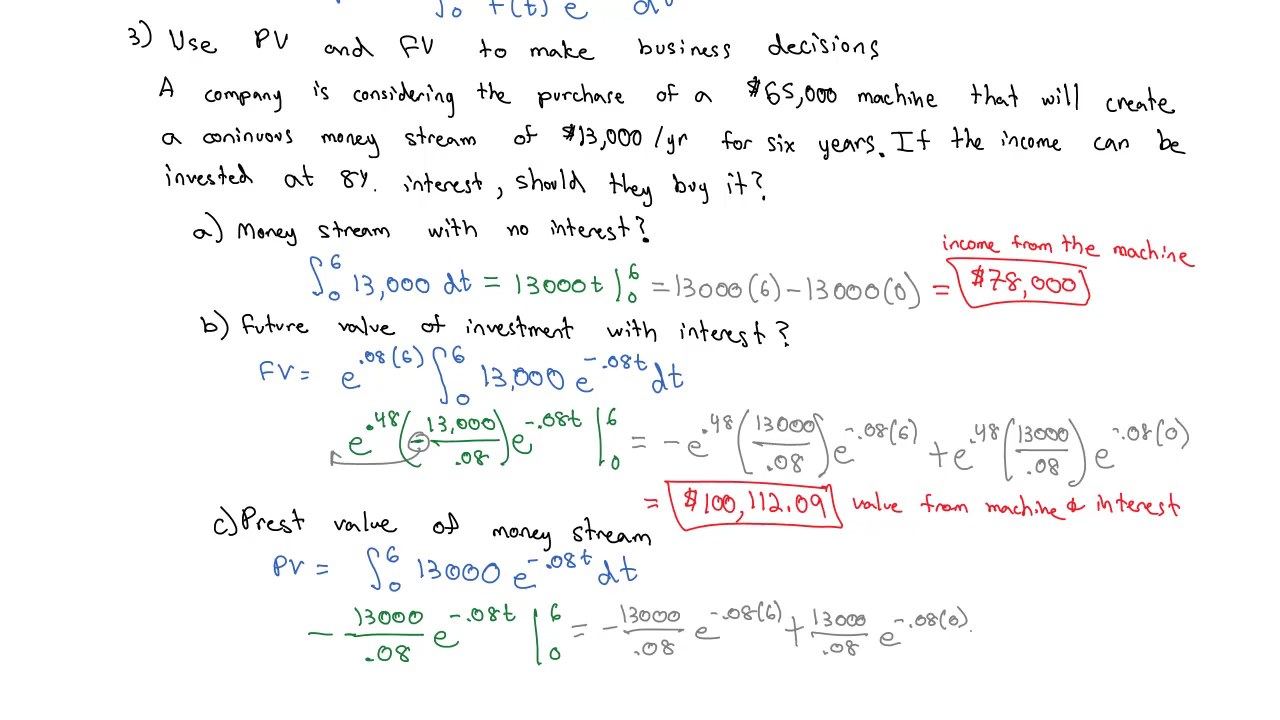 ∫₀ f(t) e dt
3) Use PV and FV to make business decisions
A company is considering the purchase of a $65,000 machine that will create
a coninuous money stream of $13,000 /yr for six years. If the income can be
invested at 8% interest, should they buy it?
a) Money stream with no interest?
income from the machine
∫₀⁶ 13,000 dt = 13000t |₀⁶ = 13000(6) - 13000(0) = $78,000
b) Future value of investment with interest?
FV = e^.08(6) ∫₀⁶ 13,000 e^-.08t dt
e^.48 (-13,000/.08) e^-.08t |₀⁶ = -e^.48 (13000/.08) e^-.08(6) + e^.48 (13000/.08) e^-.08(0)
= $100,112.09 value from machine & interest
c) Prest value of money stream
PV = ∫₀⁶ 13000 e^-.08t dt
- 13000/.08 e^-.08t |₀⁶ = -13000/.08 e^-.08(6) + 13000/.08 e^-.08(0)